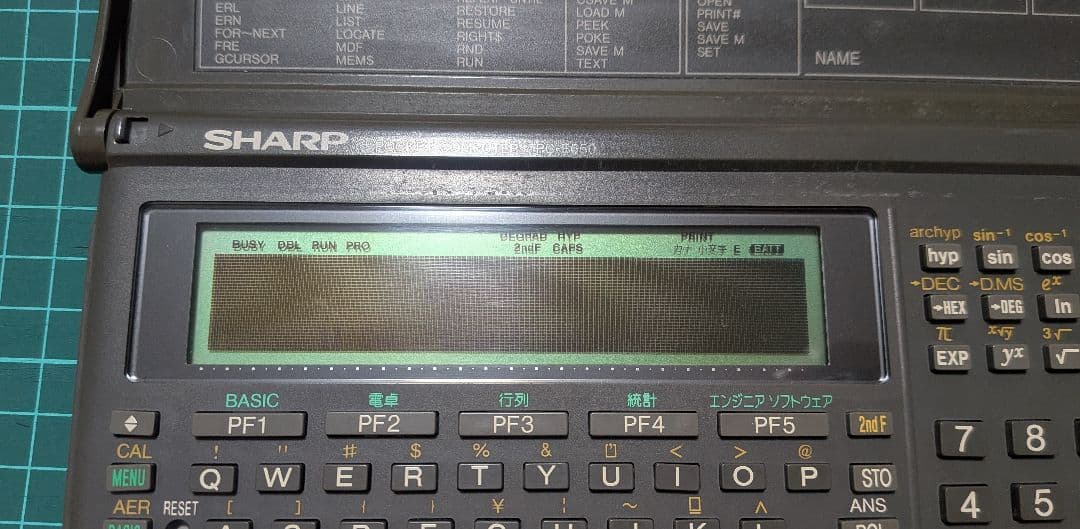 ERL
ERN
FOR～NEXT
FRE
GCURSOR
LINE
LIST
LOCATE
MDF
MEMS
RESTORE
RESUME
RIGHT$
RND
RUN
LOAD M
PEEK
POKE
SAVE M
TEXT
OPEN
PRINT#
SAVE
SAVE M
SET
NAME
SHARP
BUSY DBL RUN PRO
DEGRAD HYP
2ndF CAPS
PRINT
カナ 小文字 E BATT
archyp sin⁻¹ cos⁻¹
hyp sin cos
→DEC →D.MS eˣ
→HEX →DEG ln
π ˣ√y ³√
EXP yˣ √
BASIC 電卓 行列 統計 エンジニア ソフトウェア
PF1 PF2 PF3 PF4 PF5 2nd F
7 8
CAL ! " # $ % & < > @
MENU Q W E R T Y U I O P STO
AER RESET [ ] { } ¥ ¦ ～ ANS
4 5